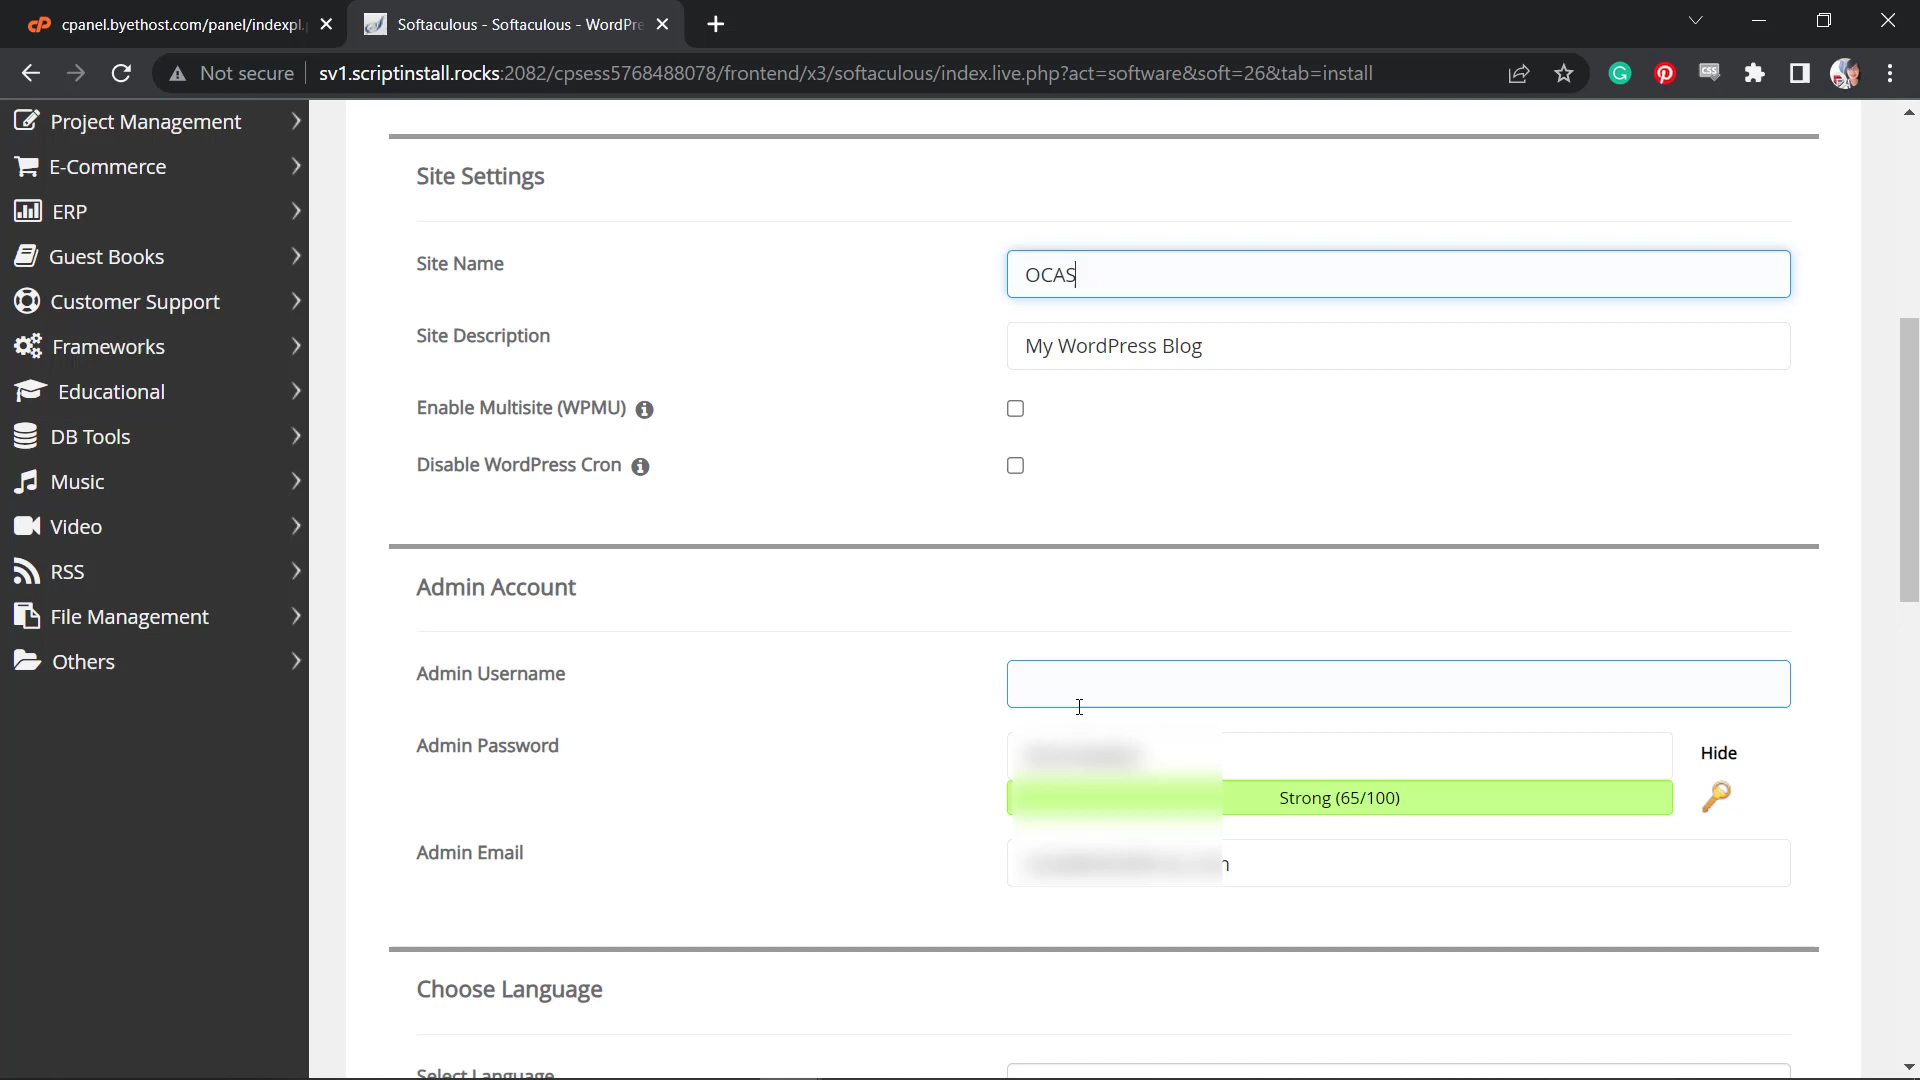 cpanel.byethost.com/panel/indexpl.
Softaculous - Softaculous - WordPre
Not secure
sv1.scriptinstall.rocks:2082/cpsess5768488078/frontend/x3/softaculous/index.live.php?act=software&soft=26&tab=install
Project Management
E-Commerce
ERP
Guest Books
Customer Support
Frameworks
Educational
DB Tools
Music
Video
RSS
File Management
Others
Site Settings
Site Name
OCAS
Site Description
My WordPress Blog
Enable Multisite (WPMU)
Disable WordPress Cron
Admin Account
Admin Username
Admin Password
Hide
Strong (65/100)
Admin Email
Choose Language
Select Language